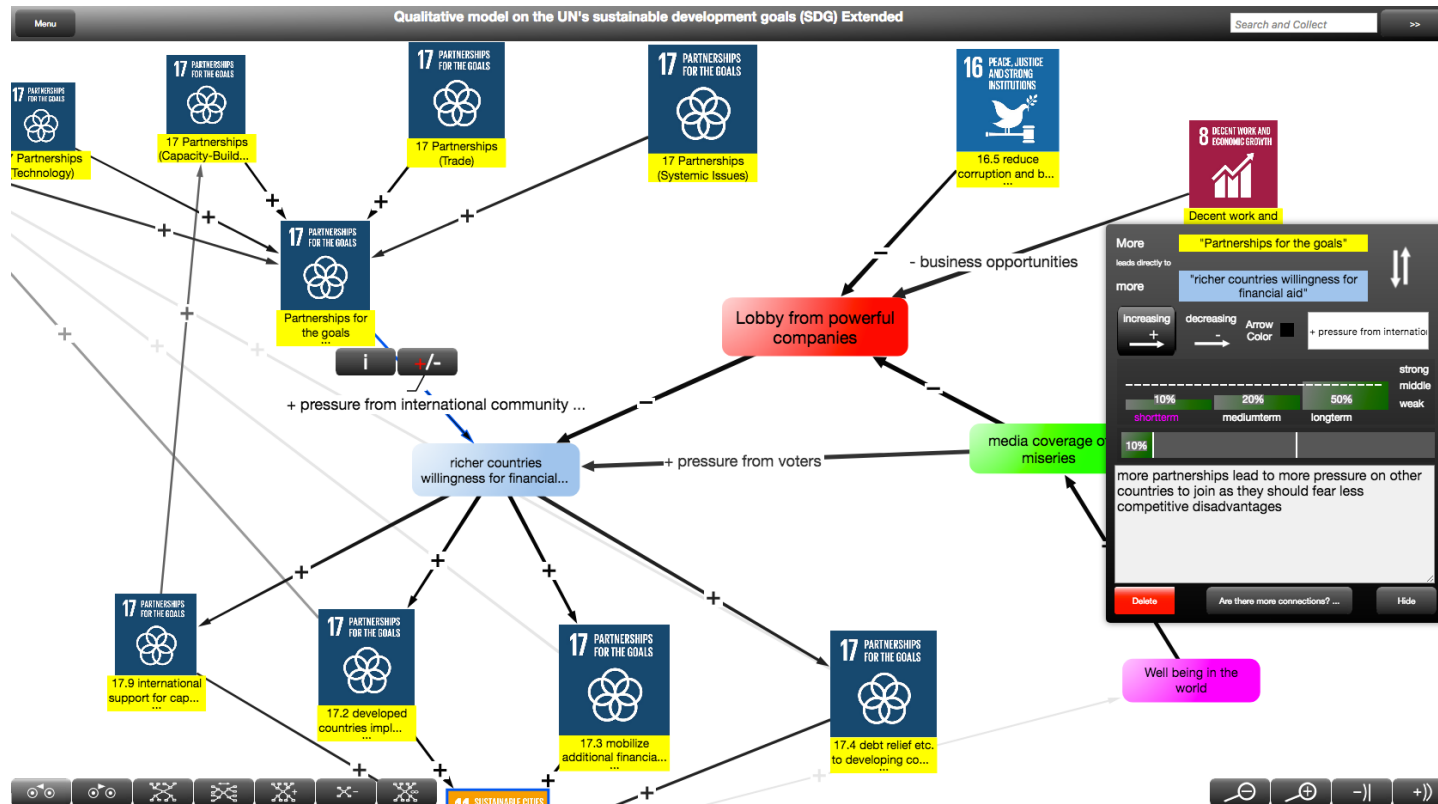 Menu
Qualitative model on the UN's sustainable development goals (SDG) Extended
Search and Collect
>>
17 PARTNERSHIPS
FOR THE GOALS
Partnerships
(Technology)
17 PARTNERSHIPS
FOR THE GOALS
17 Partnerships
(Capacity-Build...
17 PARTNERSHIPS
FOR THE GOALS
17 Partnerships
(Trade)
17 PARTNERSHIPS
FOR THE GOALS
17 Partnerships
(Systemic Issues)
16 PEACE, JUSTICE
AND STRONG
INSTITUTIONS
16.5 reduce
corruption and b...
...
8 DECENT WORK AND
ECONOMIC GROWTH
Decent work and
17 PARTNERSHIPS
FOR THE GOALS
Partnerships for
the goals
...
i
+/-
+ pressure from international community ...
- business opportunities
Lobby from powerful
companies
richer countries
willingness for financial...
+ pressure from voters
media coverage of
miseries
More
"Partnerships for the goals"
leads directly to
more
"richer countries willingness for
financial aid"
increasing
+
decreasing
-
Arrow
Color
+ pressure from internatio
strong
middle
weak
10%
20%
50%
shortterm
mediumterm
longterm
10%
more partnerships lead to more pressure on other
countries to join as they should fear less
competitive disadvantages
Delete
Are there more connections? ...
Hide
Well being in the
world
17 PARTNERSHIPS
FOR THE GOALS
17.9 international
support for cap...
...
17 PARTNERSHIPS
FOR THE GOALS
17.2 developed
countries impl...
...
17 PARTNERSHIPS
FOR THE GOALS
17.3 mobilize
additional financia...
...
17 PARTNERSHIPS
FOR THE GOALS
17.4 debt relief etc.
to developing co...
...
11 SUSTAINABLE CITIES
-)|
+))